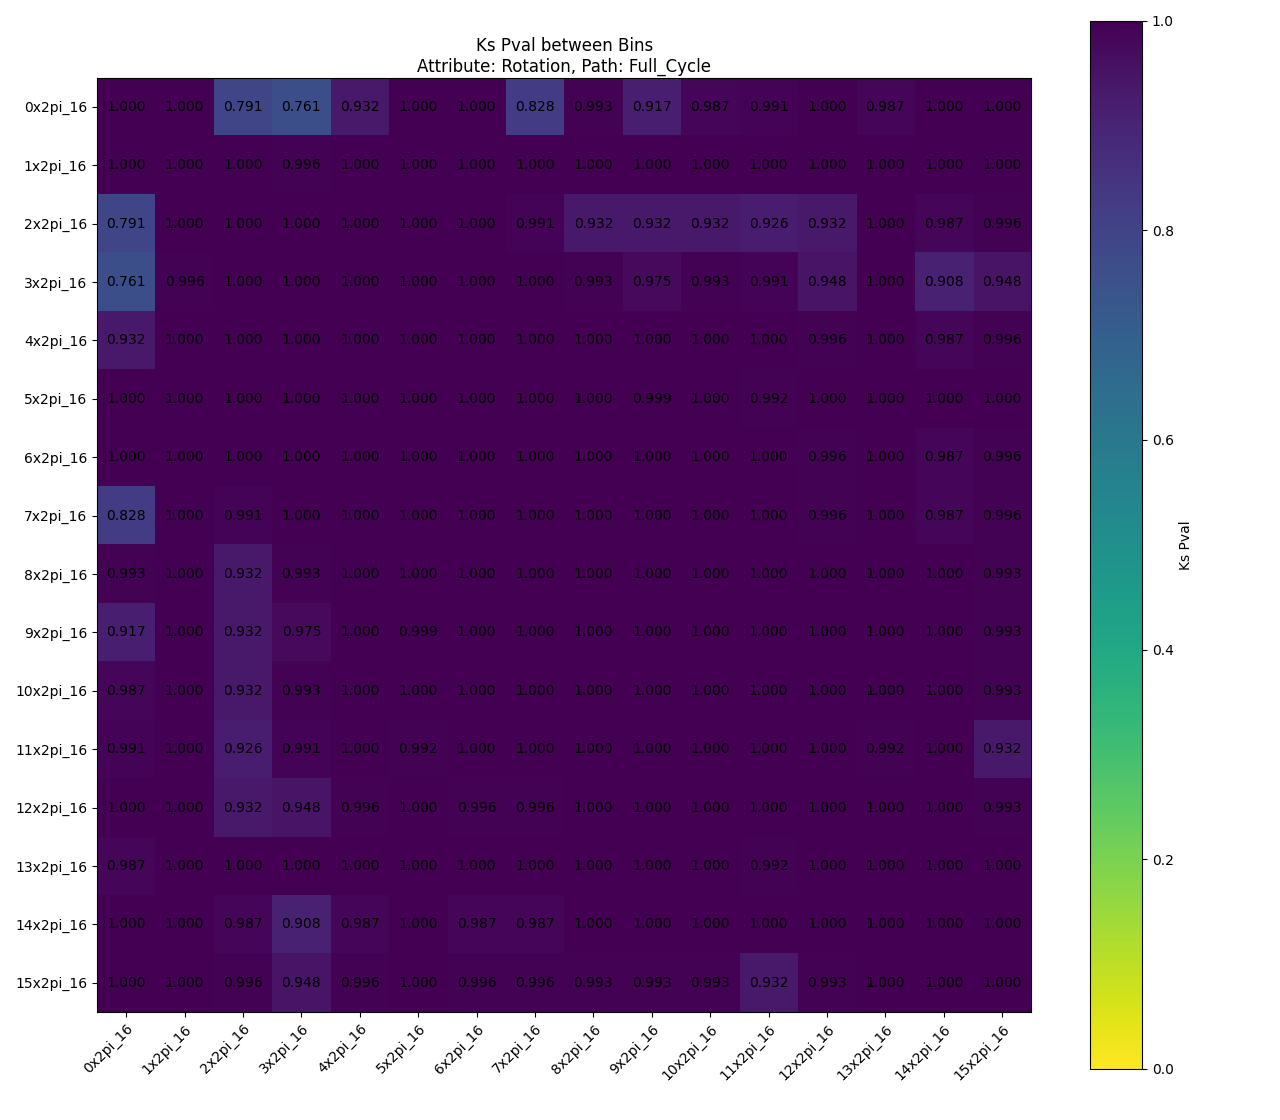 Ks Pval between Bins
Attribute: Rotation, Path: Full_Cycle
0x2pi_16 1.000 1.000 0.791 0.761 0.932 1.000 1.000 0.828 0.993 0.917 0.987 0.991 1.000 0.987 1.000 1.000
1x2pi_16 1.000 1.000 1.000 0.996 1.000 1.000 1.000 1.000 1.000 1.000 1.000 1.000 1.000 1.000 1.000 1.000
2x2pi_16 0.791 1.000 1.000 1.000 1.000 1.000 1.000 0.991 0.932 0.932 0.932 0.926 0.932 1.000 0.987 0.996
3x2pi_16 0.761 0.996 1.000 1.000 1.000 1.000 1.000 1.000 0.993 0.975 0.993 0.991 0.948 1.000 0.908 0.948
4x2pi_16 0.932 1.000 1.000 1.000 1.000 1.000 1.000 1.000 1.000 1.000 1.000 1.000 0.996 1.000 0.987 0.996
5x2pi_16 1.000 1.000 1.000 1.000 1.000 1.000 1.000 1.000 1.000 0.999 1.000 0.992 1.000 1.000 1.000 1.000
6x2pi_16 1.000 1.000 1.000 1.000 1.000 1.000 1.000 1.000 1.000 1.000 1.000 1.000 0.996 1.000 0.987 0.996
7x2pi_16 0.828 1.000 0.991 1.000 1.000 1.000 1.000 1.000 1.000 1.000 1.000 1.000 0.996 1.000 0.987 0.996
8x2pi_16 0.993 1.000 0.932 0.993 1.000 1.000 1.000 1.000 1.000 1.000 1.000 1.000 1.000 1.000 1.000 0.993
9x2pi_16 0.917 1.000 0.932 0.975 1.000 0.999 1.000 1.000 1.000 1.000 1.000 1.000 1.000 1.000 1.000 0.993
10x2pi_16 0.987 1.000 0.932 0.993 1.000 1.000 1.000 1.000 1.000 1.000 1.000 1.000 1.000 1.000 1.000 0.993
11x2pi_16 0.991 1.000 0.926 0.991 1.000 0.992 1.000 1.000 1.000 1.000 1.000 1.000 1.000 0.992 1.000 0.932
12x2pi_16 1.000 1.000 0.932 0.948 0.996 1.000 0.996 0.996 1.000 1.000 1.000 1.000 1.000 1.000 1.000 0.993
13x2pi_16 0.987 1.000 1.000 1.000 1.000 1.000 1.000 1.000 1.000 1.000 1.000 0.992 1.000 1.000 1.000 1.000
14x2pi_16 1.000 1.000 0.987 0.908 0.987 1.000 0.987 0.987 1.000 1.000 1.000 1.000 1.000 1.000 1.000 1.000
15x2pi_16 1.000 1.000 0.996 0.948 0.996 1.000 0.996 0.996 0.993 0.993 0.993 0.932 0.993 1.000 1.000 1.000
0x2pi_16 1x2pi_16 2x2pi_16 3x2pi_16 4x2pi_16 5x2pi_16 6x2pi_16 7x2pi_16 8x2pi_16 9x2pi_16 10x2pi_16 11x2pi_16 12x2pi_16 13x2pi_16 14x2pi_16 15x2pi_16
1.0
0.8
0.6
0.4
0.2
0.0
Ks Pval